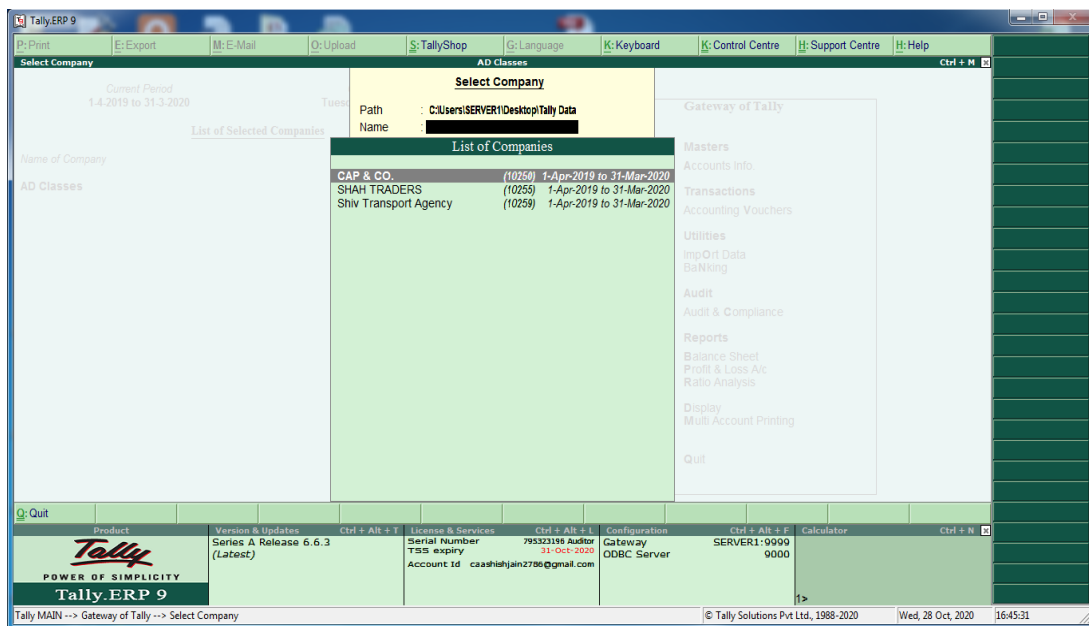 Tally.ERP 9
P: Print E: Export M: E-Mail O: Upload S: TallyShop G: Language K: Keyboard K: Control Centre H: Support Centre H: Help
Select Company AD Classes Ctrl + M
Select Company
Current Period
1-4-2019 to 31-3-2020 Tues
Path : C:\Users\SERVER1\Desktop\Tally Data
Name :
List of Selected Companies
Name of Company
AD Classes
List of Companies
CAP & CO. (10250) 1-Apr-2019 to 31-Mar-2020
SHAH TRADERS (10255) 1-Apr-2019 to 31-Mar-2020
Shiv Transport Agency (10259) 1-Apr-2019 to 31-Mar-2020
Gateway of Tally
Masters
Accounts Info.
Transactions
Accounting Vouchers
Utilities
ImpOrt Data
BaNking
Audit
Audit & Compliance
Reports
Balance Sheet
Profit & Loss A/c
Ratio Analysis
Display
Multi Account Printing
Quit
Q: Quit
Product Version & Updates Ctrl + Alt + T License & Services Ctrl + Alt + L Configuration Ctrl + Alt + F Calculator Ctrl + N
Tally
POWER OF SIMPLICITY
Tally.ERP 9
Series A Release 6.6.3
(Latest)
Serial Number 795323196 Auditor
TSS expiry 31-Oct-2020
Account Id caashishjain2786@gmail.com
Gateway SERVER1:9999
ODBC Server 9000
1>
Tally MAIN --> Gateway of Tally --> Select Company © Tally Solutions Pvt Ltd., 1988-2020 Wed, 28 Oct, 2020 16:45:31